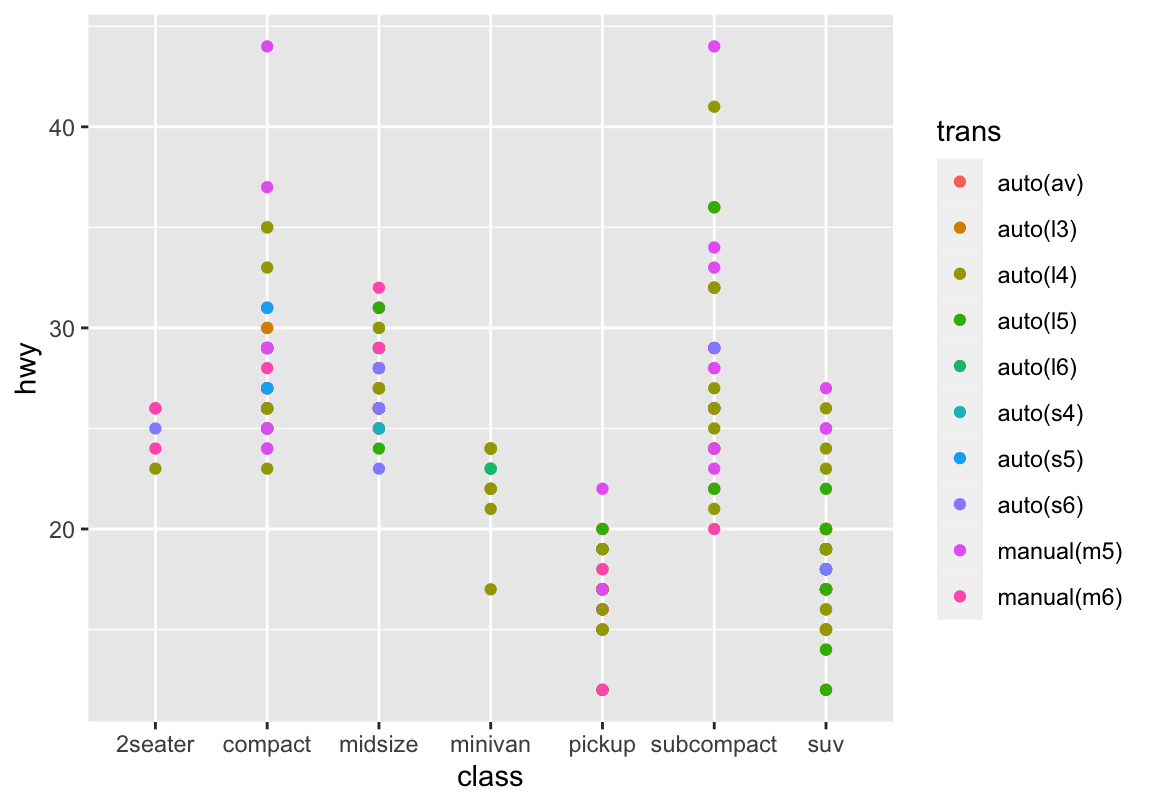 40
30
20
hwy
2seater compact midsize minivan pickup subcompact suv
class
trans
auto(av)
auto(l3)
auto(l4)
auto(l5)
auto(l6)
auto(s4)
auto(s5)
auto(s6)
manual(m5)
manual(m6)